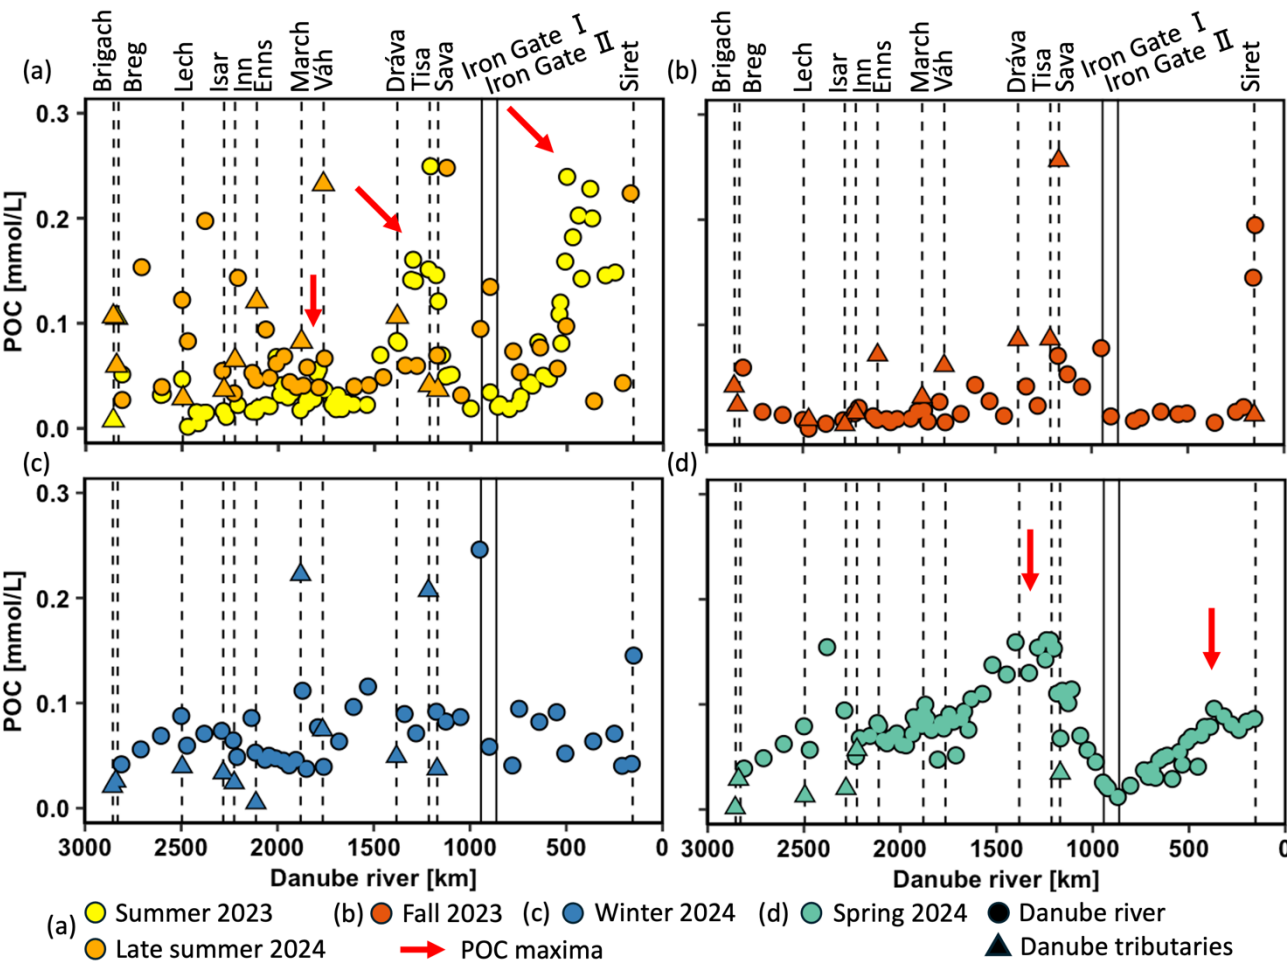 Brigach Breg Lech Isar Inn Enns March Váh Dráva Tisa Sava Iron Gate I Iron Gate II Siret
Brigach Breg Lech Isar Inn Enns March Váh Dráva Tisa Sava Iron Gate I Iron Gate II Siret
(a)
(b)
POC [mmol/L]
0.3
0.2
0.1
0.0
(c)
(d)
POC [mmol/L]
0.3
0.2
0.1
0.0
3000 2500 2000 1500 1000 500 0
3000 2500 2000 1500 1000 500 0
Danube river [km]
Danube river [km]
(a) Summer 2023 (b) Fall 2023 (c) Winter 2024 (d) Spring 2024 Danube river
Late summer 2024 POC maxima Danube tributaries